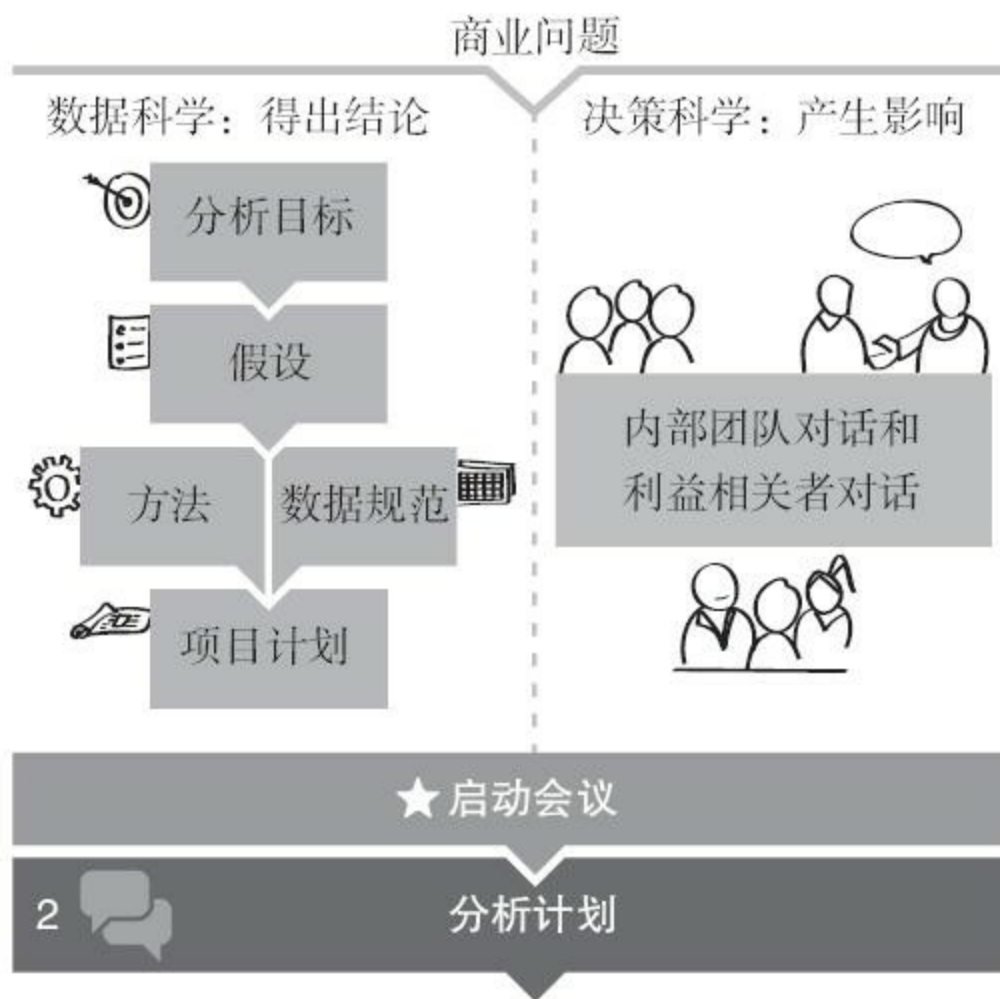 商业问题
数据科学：得出结论
决策科学：产生影响
分析目标
假设
方法
数据规范
项目计划
内部团队对话和
利益相关者对话
★启动会议
2
分析计划